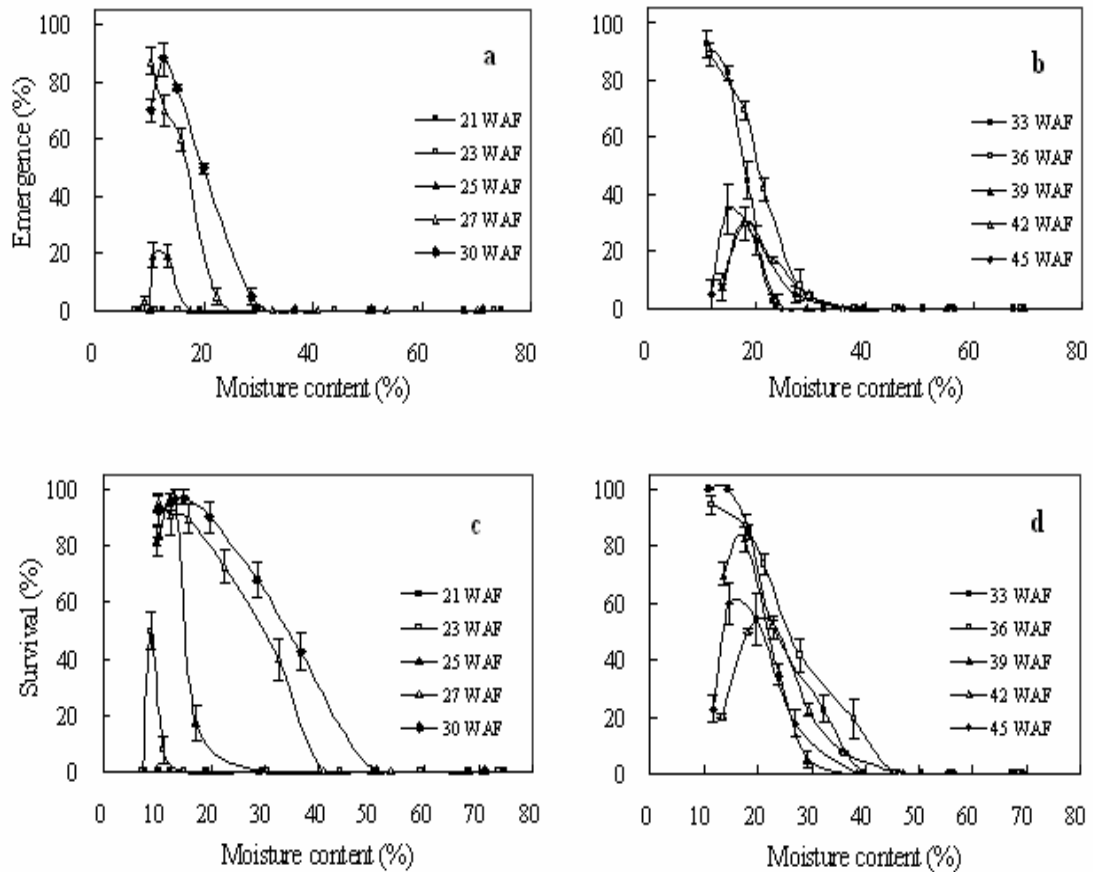 a
Emergence (%)
100
80
60
40
20
0
0 20 40 60 80
Moisture content (%)
21 WAF
23 WAF
25 WAF
27 WAF
30 WAF
b
100
80
60
40
20
0
0 20 40 60 80
Moisture content (%)
33 WAF
36 WAF
39 WAF
42 WAF
45 WAF
c
Survival (%)
100
80
60
40
20
0
0 10 20 30 40 50 60 70 80
Moisture content (%)
21 WAF
23 WAF
25 WAF
27 WAF
30 WAF
d
100
80
60
40
20
0
0 10 20 30 40 50 60 70 80
Moisture content (%)
33 WAF
36 WAF
39 WAF
42 WAF
45 WAF